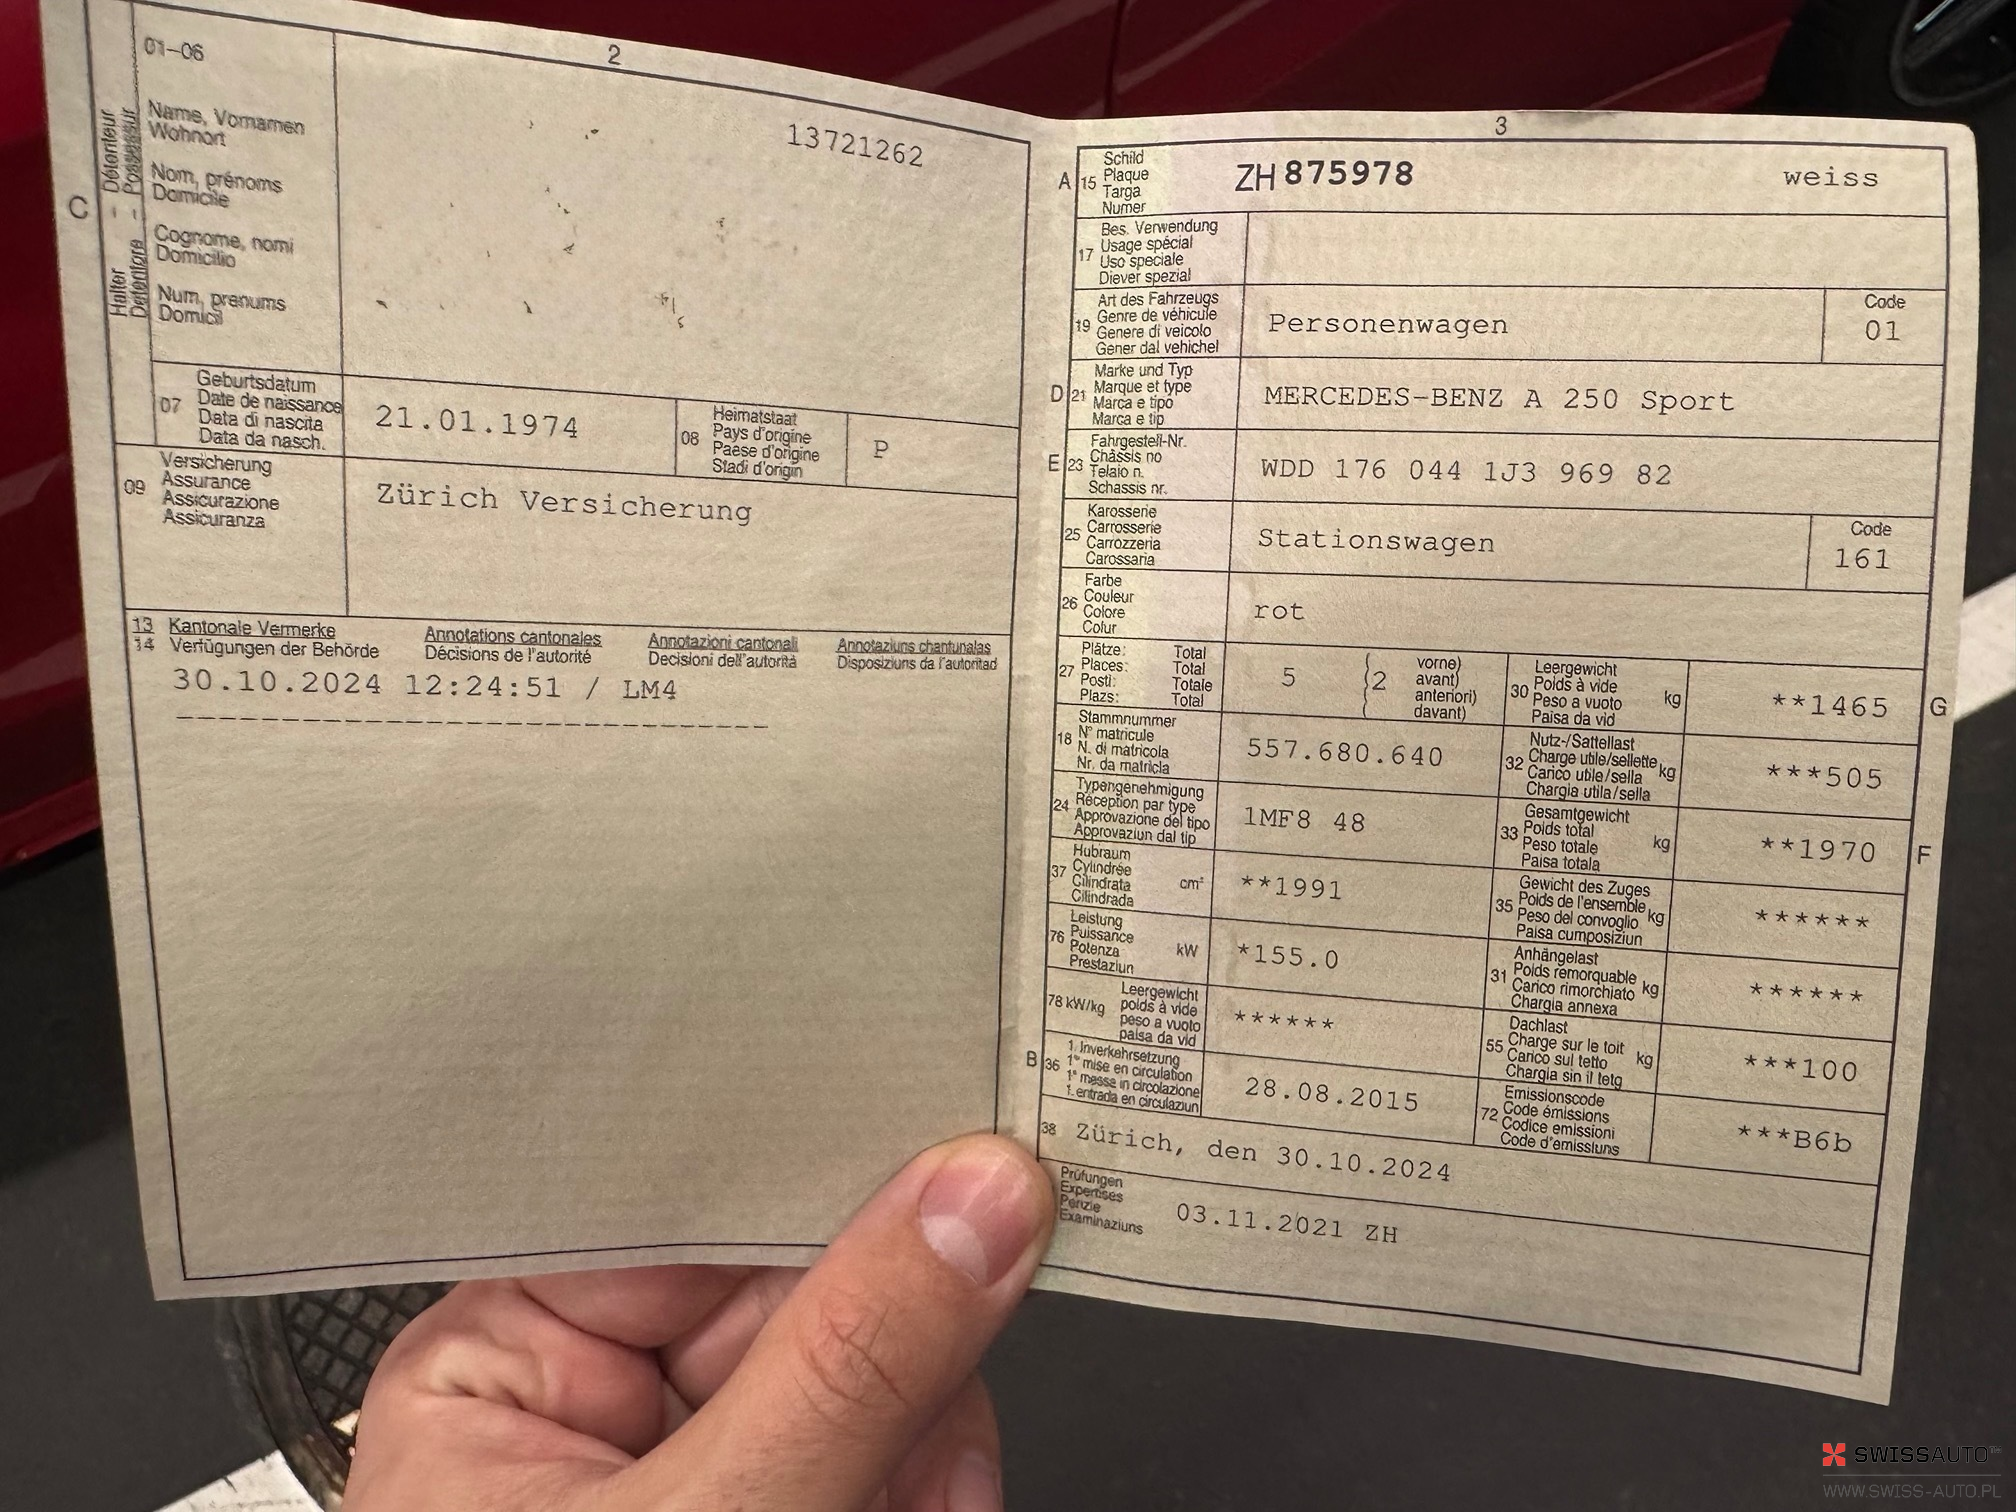 2
01–06
Name, Vornamen
Wohnort
Nom, prénoms
Domicile
Cognome, nomi
Domicilio
Num, prenums
Domicil
C
Halter – Détenteur
Detentore – Possessur
13721262
07
Geburtsdatum
Date de naissance
Data di nascita
Data da nasch.
21.01.1974
08
Heimatstaat
Pays d'origine
Paese d'origine
Stadi d'origin
P
09
Versicherung
Assurance
Assicurazione
Assicuranza
Zürich Versicherung
13 Kantonale Vermerke Annotations cantonales Annotazioni cantonali Annotaziuns chantunalas
14 Verfügungen der Behörde Décisions de l'autorité Decisioni dell'autorità Disposiziuns da l'autoritad
30.10.2024 12:24:51 / LM4
3
A 15
Schild
Plaque
Targa
Numer
ZH 875978 weiss
17
Bes. Verwendung
Usage spécial
Uso speciale
Diever spezial
19
Art des Fahrzeugs
Genre de véhicule
Genere di veicolo
Gener dal vehichel
Personenwagen
Code
01
D 21
Marke und Typ
Marque et type
Marca e tipo
Marca e tip
MERCEDES-BENZ A 250 Sport
E 23
Fahrgestell-Nr.
Châssis no
Telaio n.
Schassis nr.
WDD 176 044 1J3 969 82
25
Karosserie
Carrosserie
Carrozzeria
Carossaria
Stationswagen
Code
161
26
Farbe
Couleur
Colore
Colur
rot
27
Plätze: Total
Places: Total
Posti: Totale
Plazs: Total
5
(2
vorne)
avant)
anteriori)
davant)
30
Leergewicht
Poids à vide
Peso a vuoto
Paisa da vid
kg
**1465
G
18
Stammnummer
N° matricule
N. di matricola
Nr. da matricla
557.680.640
32
Nutz-/Sattellast
Charge utile/sellette
Carico utile/sella
Chargia utila/sella
kg
***505
24
Typengenehmigung
Réception par type
Approvazione del tipo
Approvaziun dal tip
1MF8 48
33
Gesamtgewicht
Poids total
Peso totale
Paisa totala
kg
**1970
F
37
Hubraum
Cylindrée
Cilindrata
Cilindrada
cm³
**1991
35
Gewicht des Zuges
Poids de l'ensemble
Peso del convoglio
Paisa cumposiziun
kg
******
76
Leistung
Puissance
Potenza
Prestaziun
kW
*155.0
31
Anhängelast
Poids remorquable
Carico rimorchiato
Chargia annexa
kg
******
78 kW/kg
Leergewicht
poids à vide
peso a vuoto
paisa da vid
******
55
Dachlast
Charge sur le toit
Carico sul tetto
Chargia sin il tetg
kg
***100
B 36
1. Inverkehrsetzung
1re mise en circulation
1a messa in circolazione
1. entrada en circulaziun
28.08.2015
72
Emissionscode
Code émissions
Codice emissioni
Code d'emissiuns
***B6b
38
Zürich, den 30.10.2024
Prüfungen
Expertises
Perizie
Examinaziuns
03.11.2021 ZH
SWISSAUTO™
WWW.SWISS-AUTO.PL